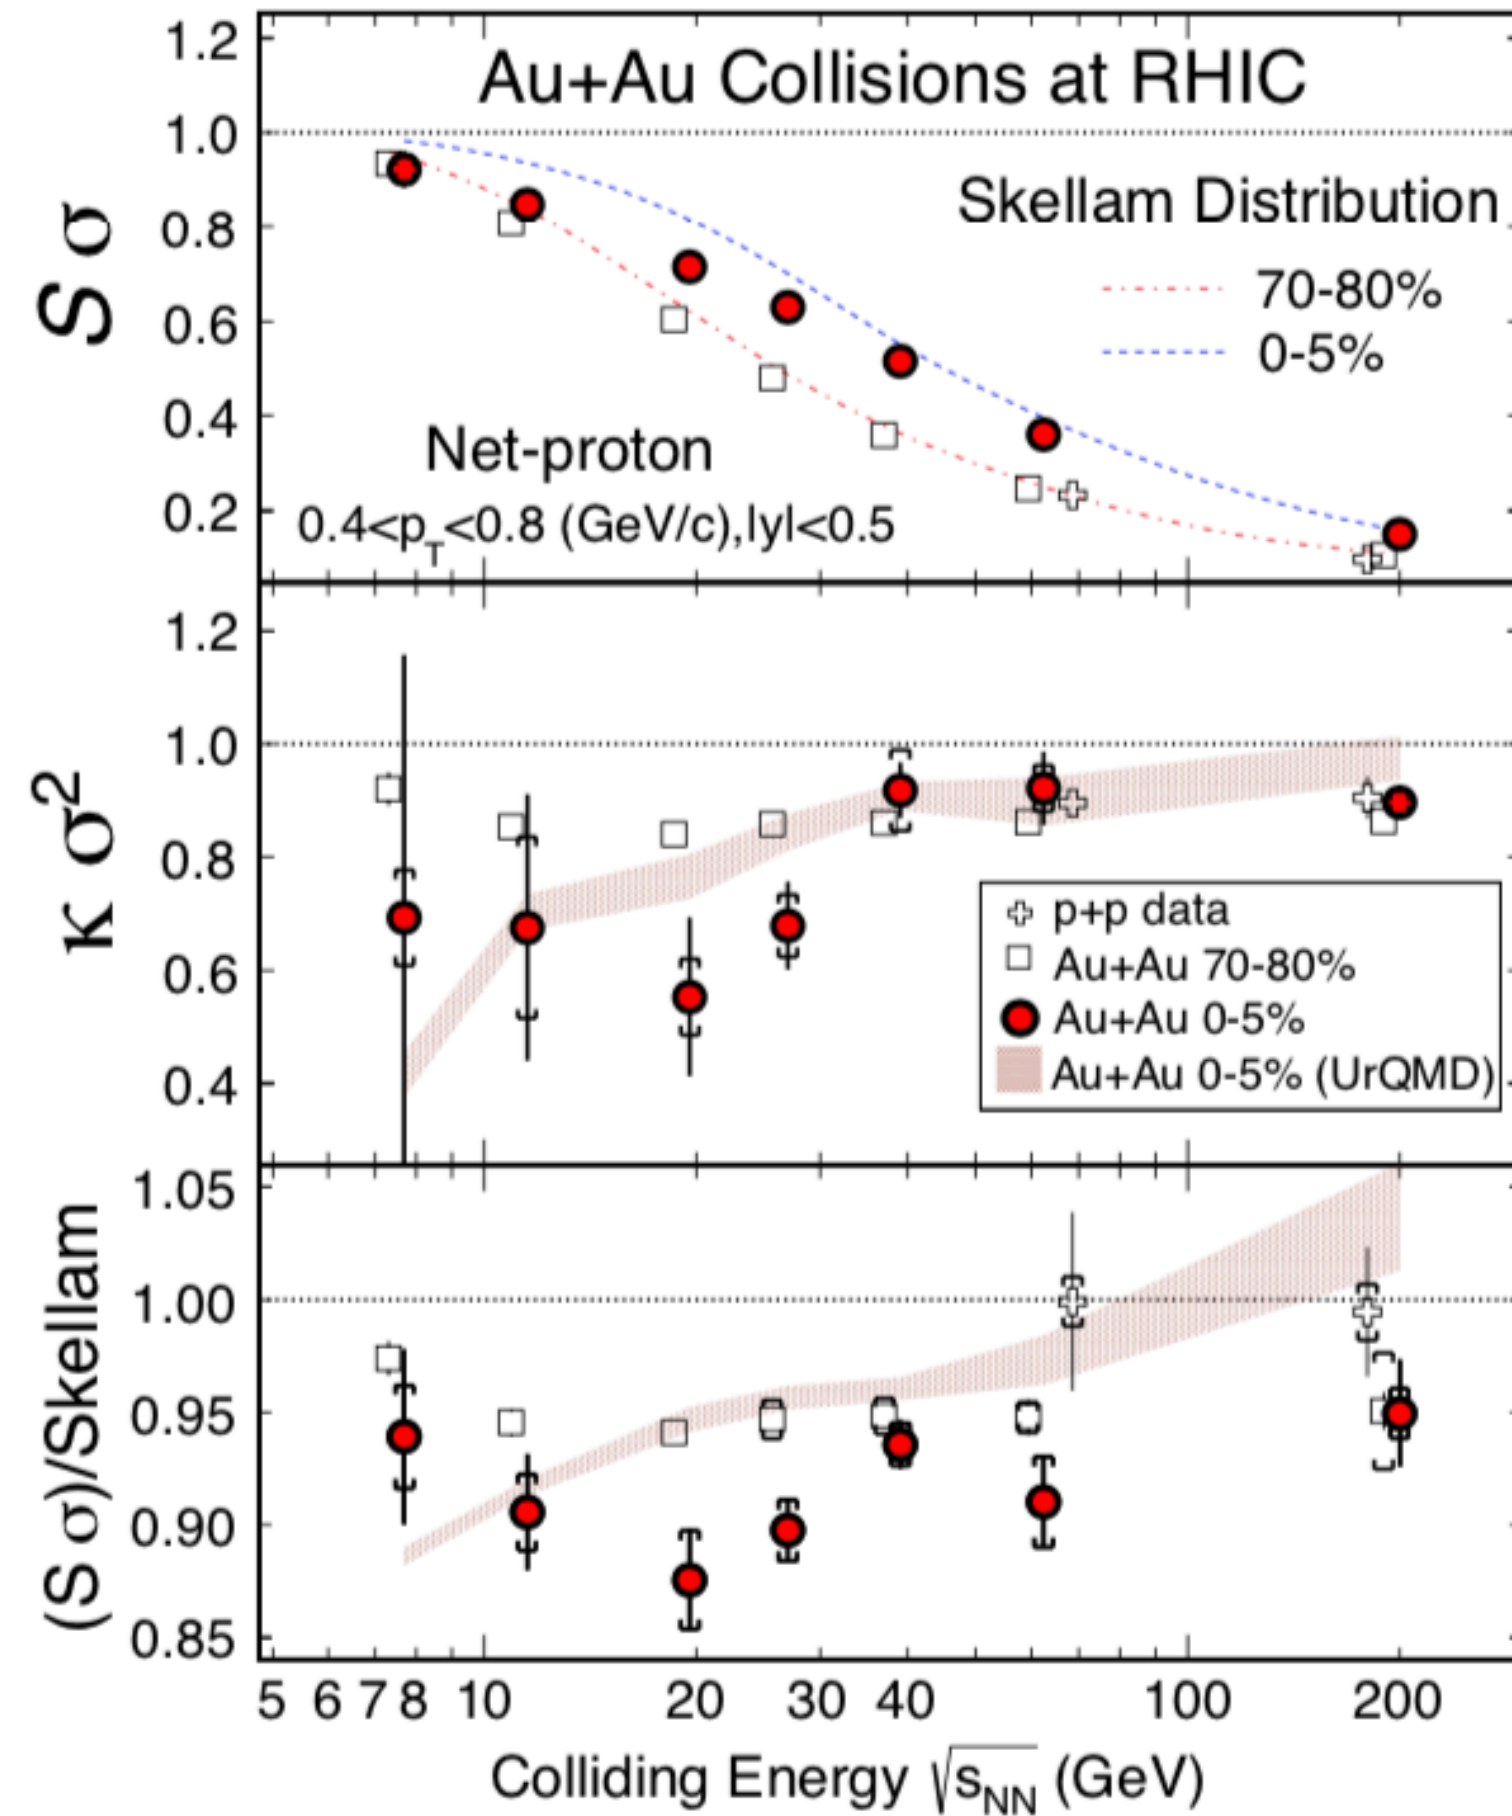 Au+Au Collisions at RHIC
S σ
1.2
1.0
0.8
0.6
0.4
0.2
Skellam Distribution
70-80%
0-5%
Net-proton
0.4<p_T<0.8 (GeV/c),|y|<0.5
κ σ²
1.2
1.0
0.8
0.6
0.4
p+p data
Au+Au 70-80%
Au+Au 0-5%
Au+Au 0-5% (UrQMD)
(S σ)/Skellam
1.05
1.00
0.95
0.90
0.85
5 6 7 8 10 20 30 40 100 200
Colliding Energy √s_NN (GeV)